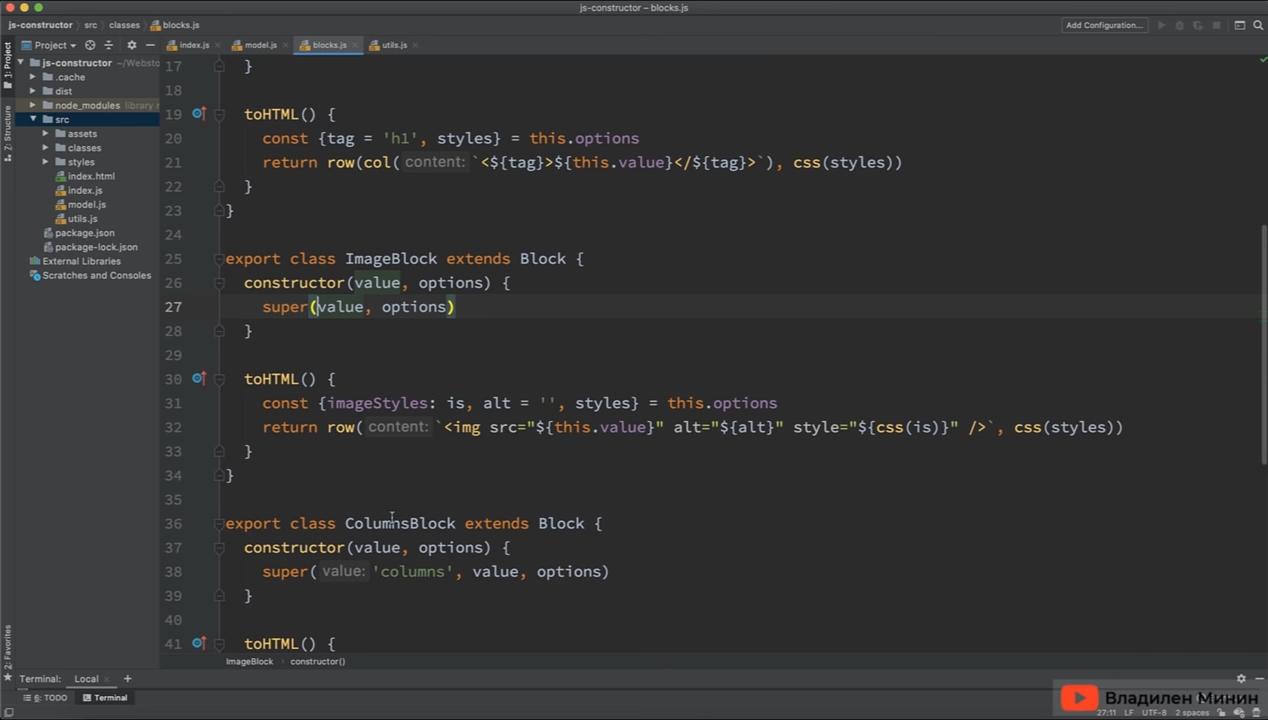 js-constructor – blocks.js
js-constructor src classes blocks.js Add Configuration...
Project index.js model.js blocks.js utils.js
1: Project
Z: Structure
2: Favorites
js-constructor ~/Websto
.cache
dist
node_modules library r
src
assets
classes
styles
index.html
index.js
model.js
utils.js
package.json
package-lock.json
External Libraries
Scratches and Consoles
17 }
18
19 toHTML() {
20 const {tag = 'h1', styles} = this.options
21 return row(col( content: `<${tag}>${this.value}</${tag}>`), css(styles))
22 }
23 }
24
25 export class ImageBlock extends Block {
26 constructor(value, options) {
27 super(value, options)
28 }
29
30 toHTML() {
31 const {imageStyles: is, alt = '', styles} = this.options
32 return row( content: `<img src="${this.value}" alt="${alt}" style="${css(is)}" />`, css(styles))
33 }
34 }
35
36 export class ColumnsBlock extends Block {
37 constructor(value, options) {
38 super( value: 'columns', value, options)
39 }
40
41 toHTML() {
ImageBlock constructor()
Terminal: Local +
6: TODO Terminal
Владилен Минин
27:11 LF UTF-8 2 spaces